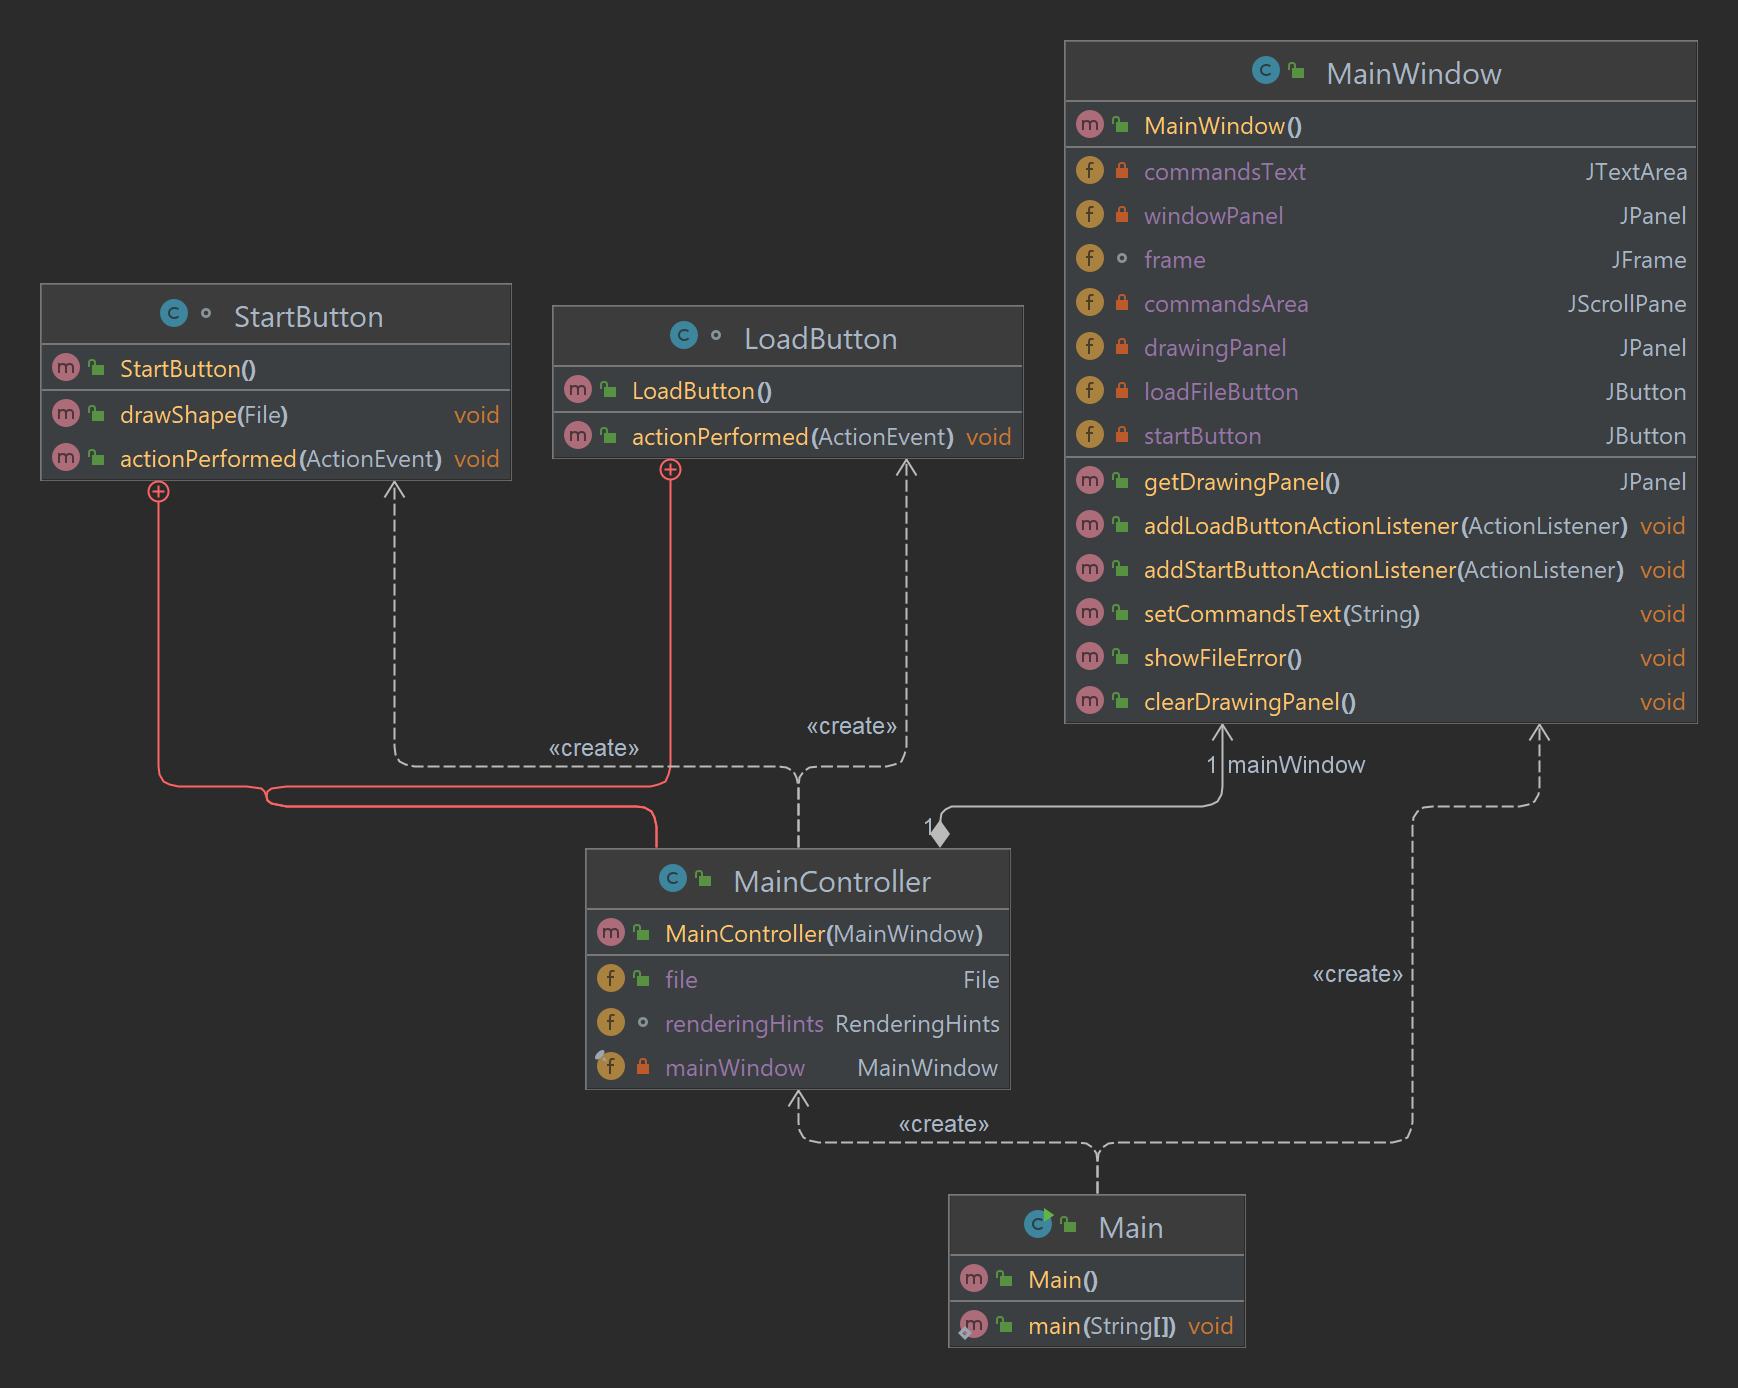 MainWindow
MainWindow()
commandsText JTextArea
windowPanel JPanel
frame JFrame
commandsArea JScrollPane
drawingPanel JPanel
loadFileButton JButton
startButton JButton
getDrawingPanel() JPanel
addLoadButtonActionListener(ActionListener) void
addStartButtonActionListener(ActionListener) void
setCommandsText(String) void
showFileError() void
clearDrawingPanel() void
StartButton
StartButton()
drawShape(File) void
actionPerformed(ActionEvent) void
LoadButton
LoadButton()
actionPerformed(ActionEvent) void
«create»
«create»
1 mainWindow
1
MainController
MainController(MainWindow)
file File
renderingHints RenderingHints
mainWindow MainWindow
«create»
«create»
Main
Main()
main(String[]) void